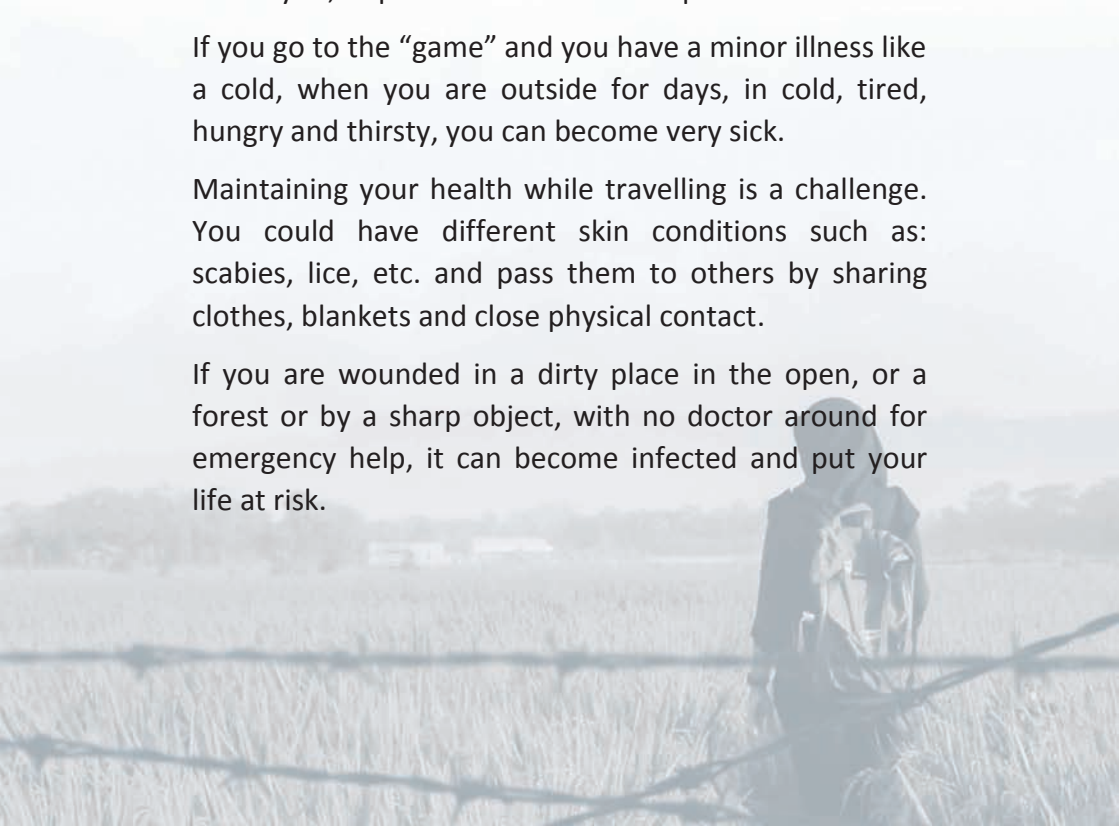 If you go to the “game” and you have a minor illness like
a cold, when you are outside for days, in cold, tired,
hungry and thirsty, you can become very sick.
Maintaining your health while travelling is a challenge.
You could have different skin conditions such as:
scabies, lice, etc. and pass them to others by sharing
clothes, blankets and close physical contact.
If you are wounded in a dirty place in the open, or a
forest or by a sharp object, with no doctor around for
emergency help, it can become infected and put your
life at risk.